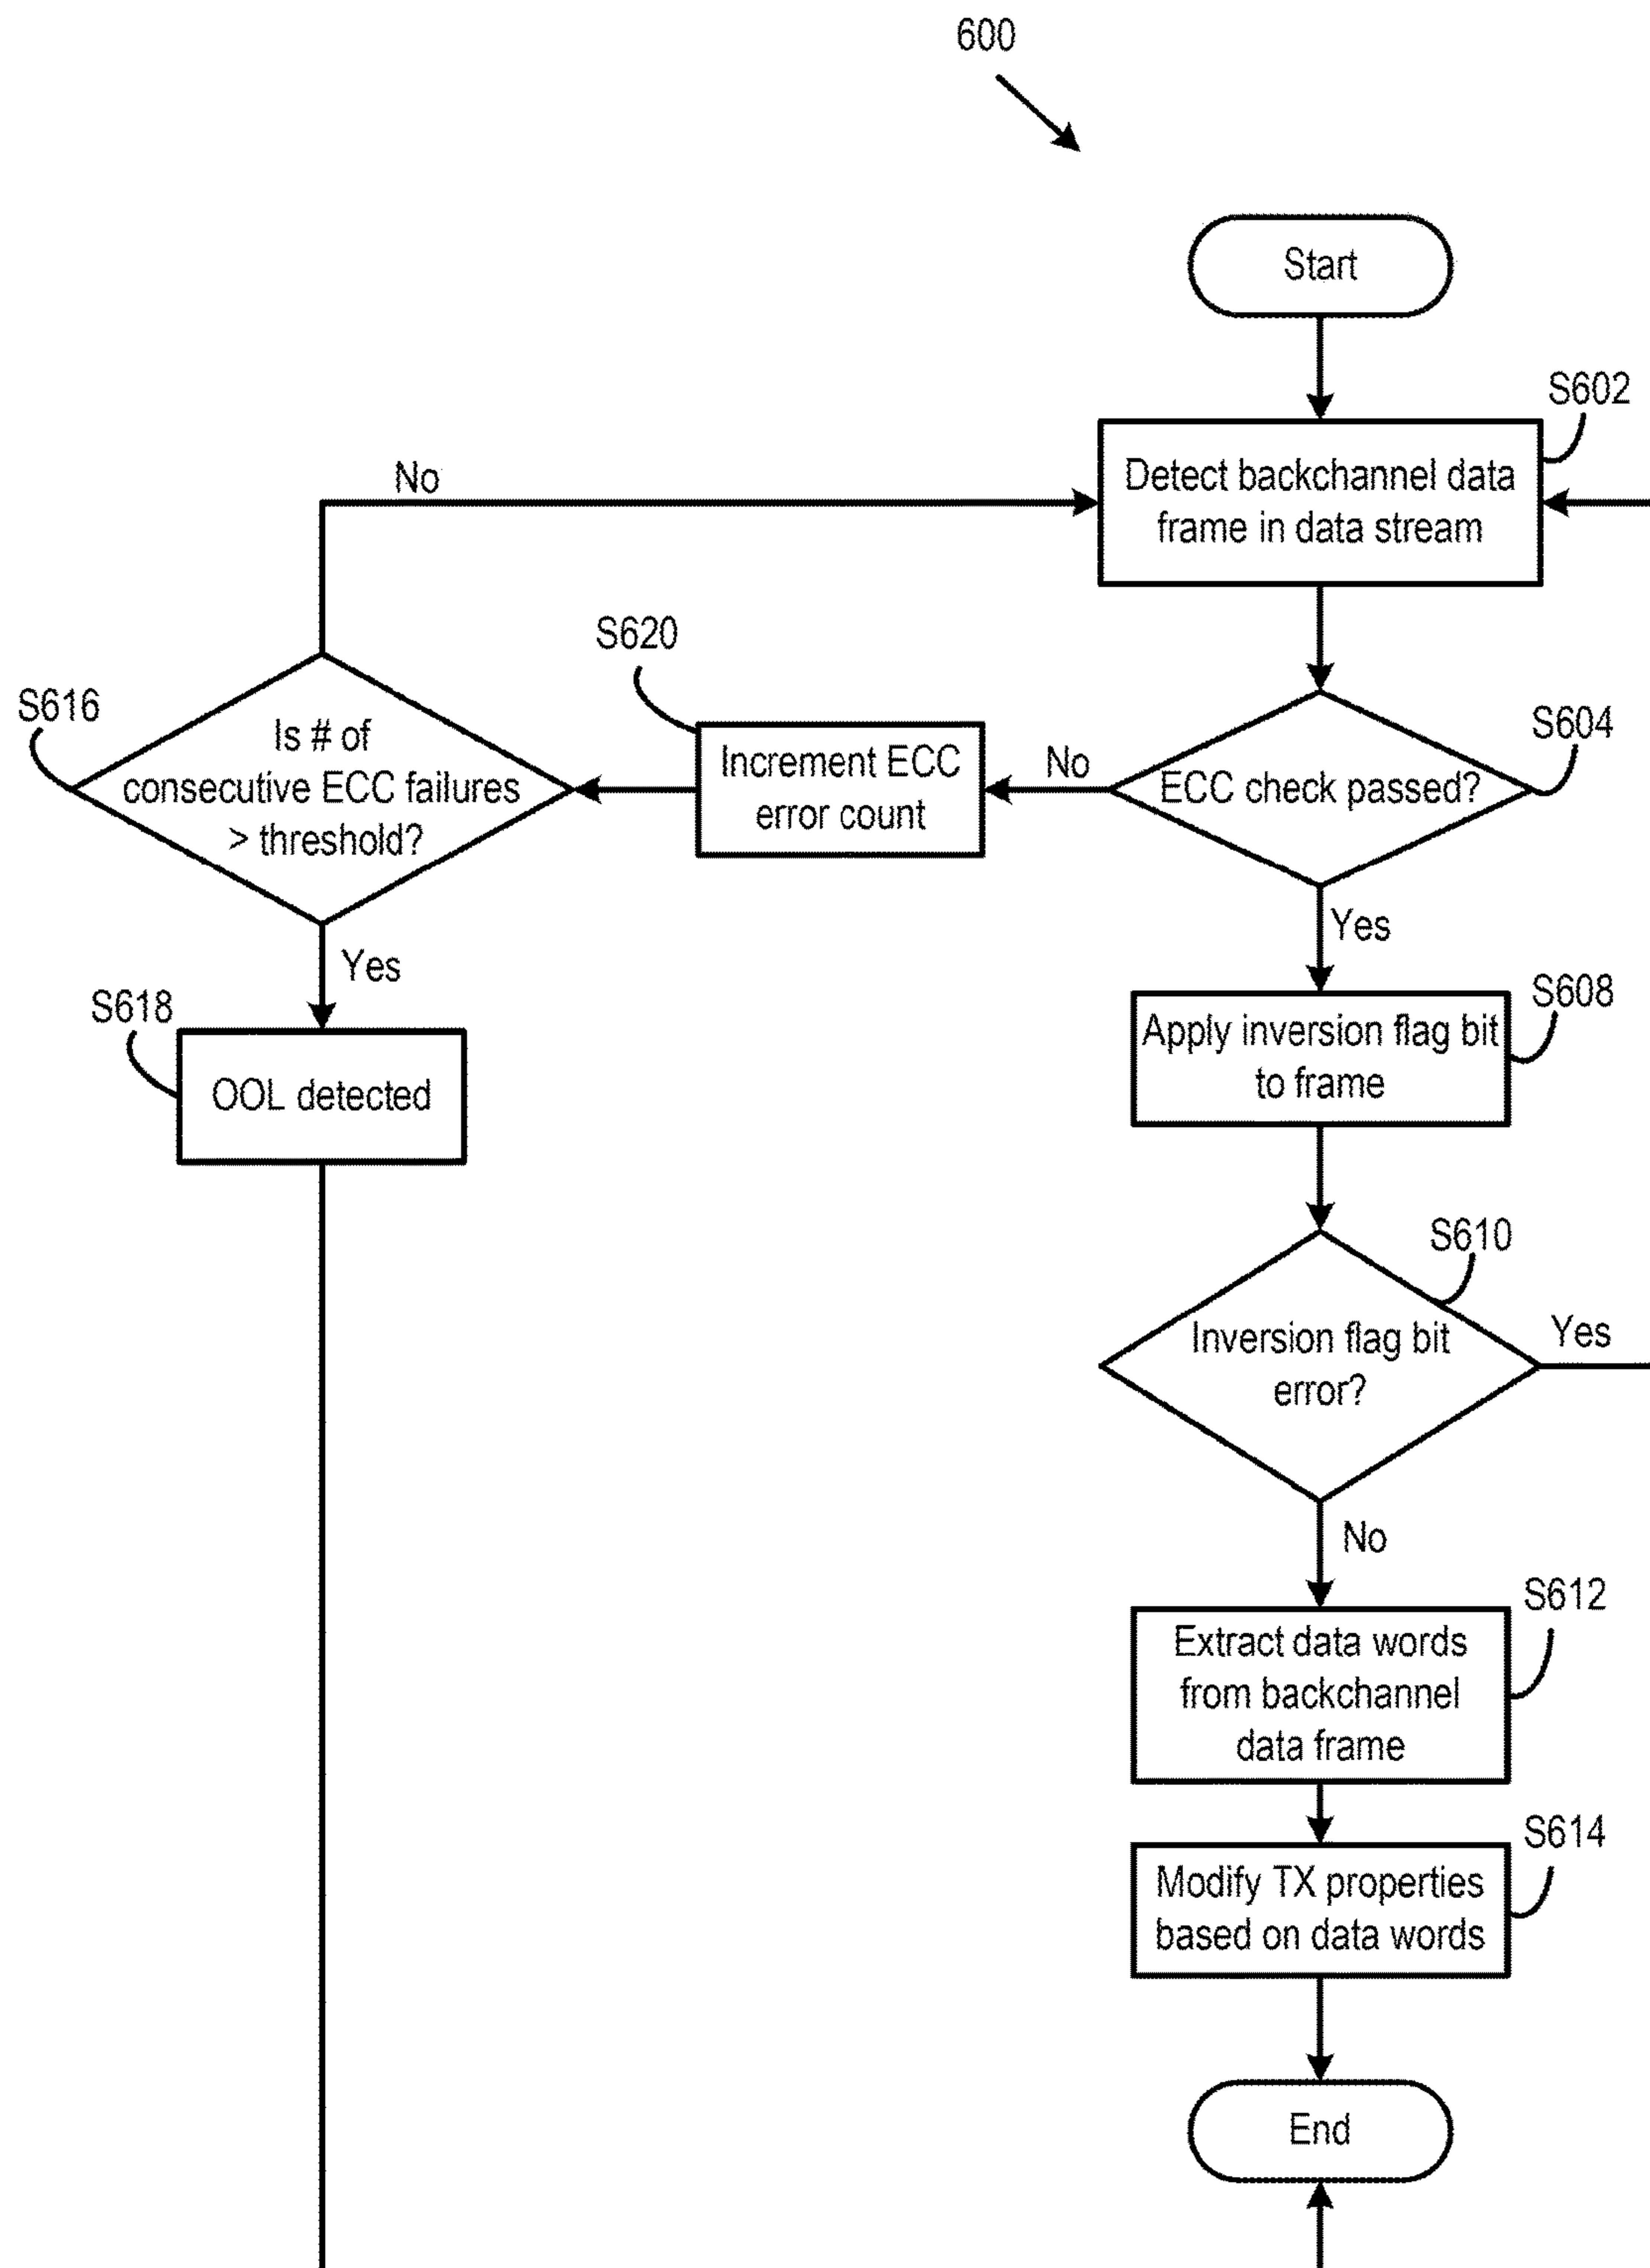 600
Start
S602
Detect backchannel data
frame in data stream
No
S620
S616
Is # of
consecutive ECC failures
> threshold?
Increment ECC
error count
No
S604
ECC check passed?
Yes
Yes
S618
OOL detected
S608
Apply inversion flag bit
to frame
S610
Inversion flag bit
error?
Yes
No
S612
Extract data words
from backchannel
data frame
S614
Modify TX properties
based on data words
End